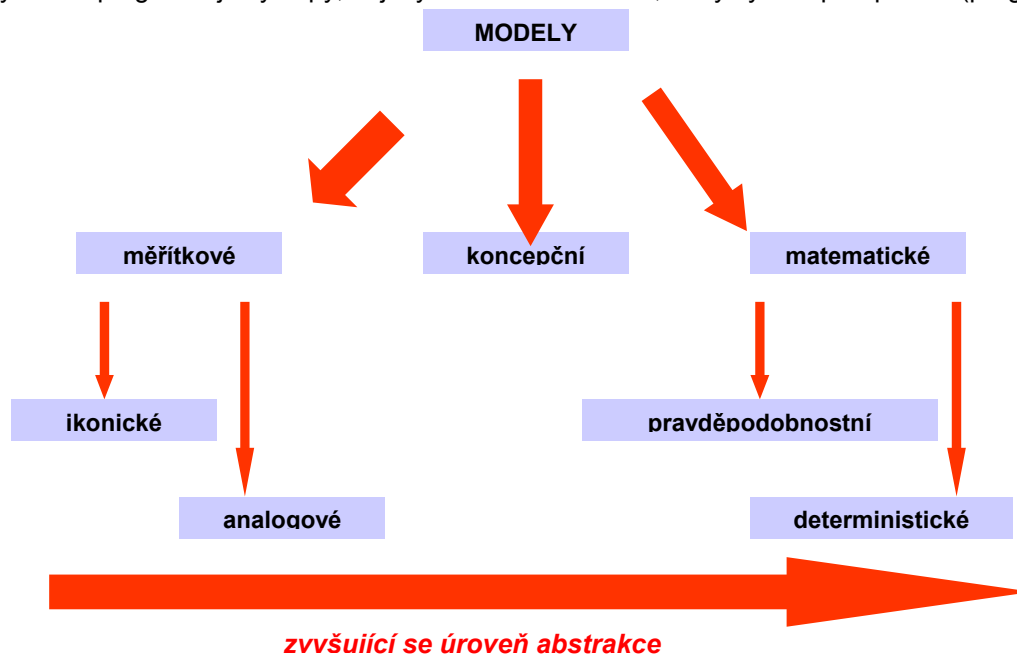 MODELY
měřítkové koncepční matematické
ikonické pravděpodobnostní
analogové deterministické
zvyšující se úroveň abstrakce